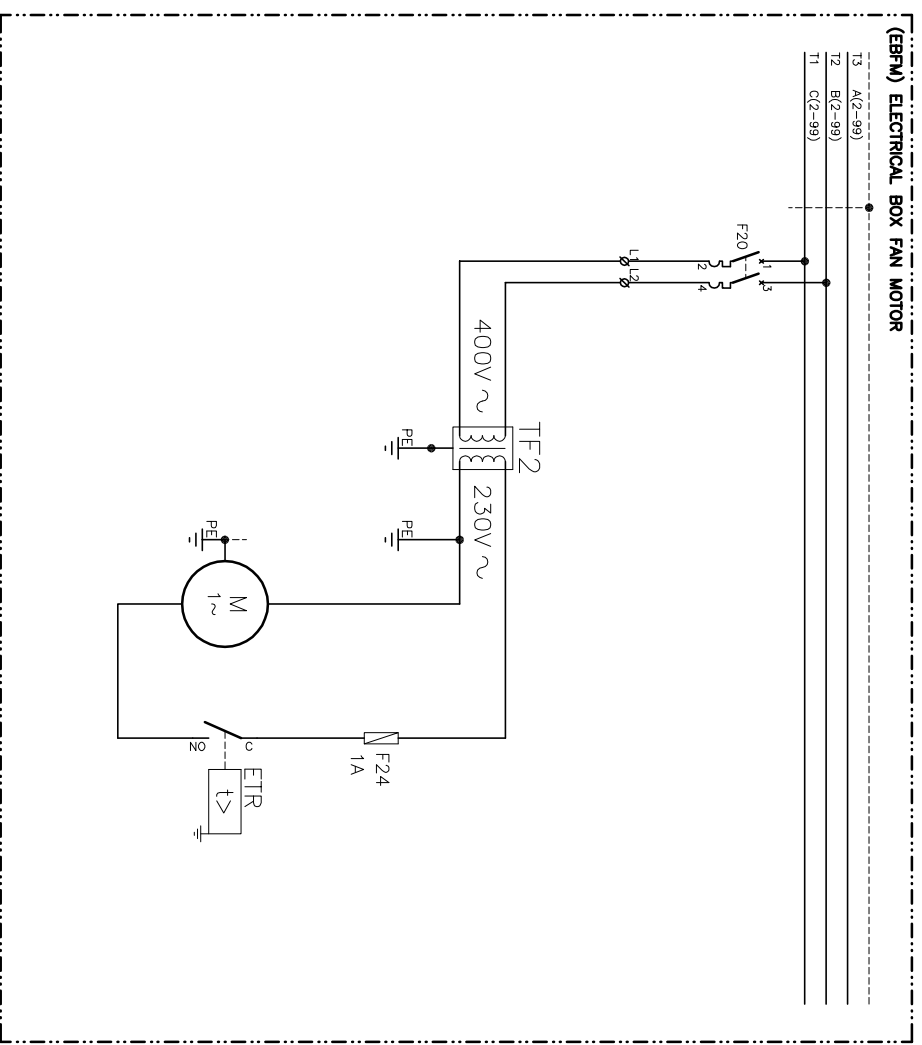 (EBFM) ELECTRICAL BOX FAN MOTOR
T3 A(2-99)
T2 B(2-99)
T1 C(2-99)
F20
1
3
2
4
L1
L2
400V ~
TF2
230V ~
PE
PE
PE
M
1~
F24
1A
C
NO
ETR
t>